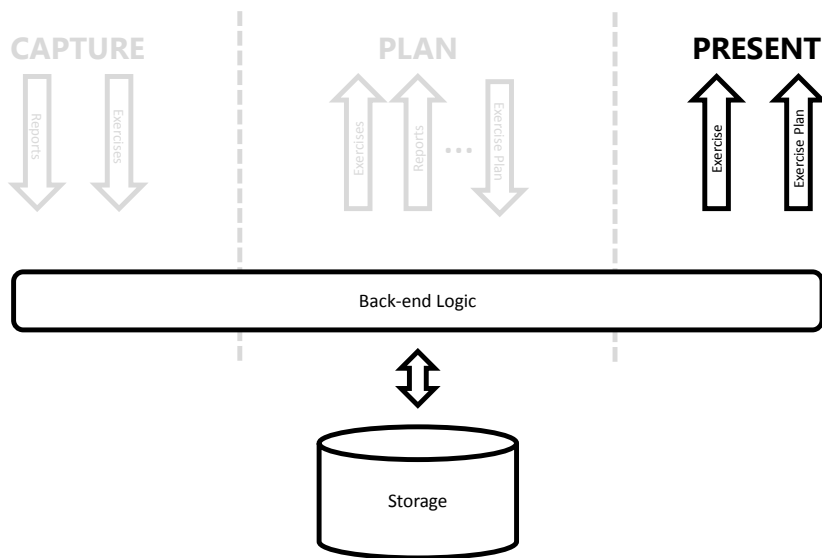 CAPTURE
PLAN
PRESENT
Reports
Exercises
Exercises
Reports
...
Exercise Plan
Exercise
Exercise Plan
Back-end Logic
Storage